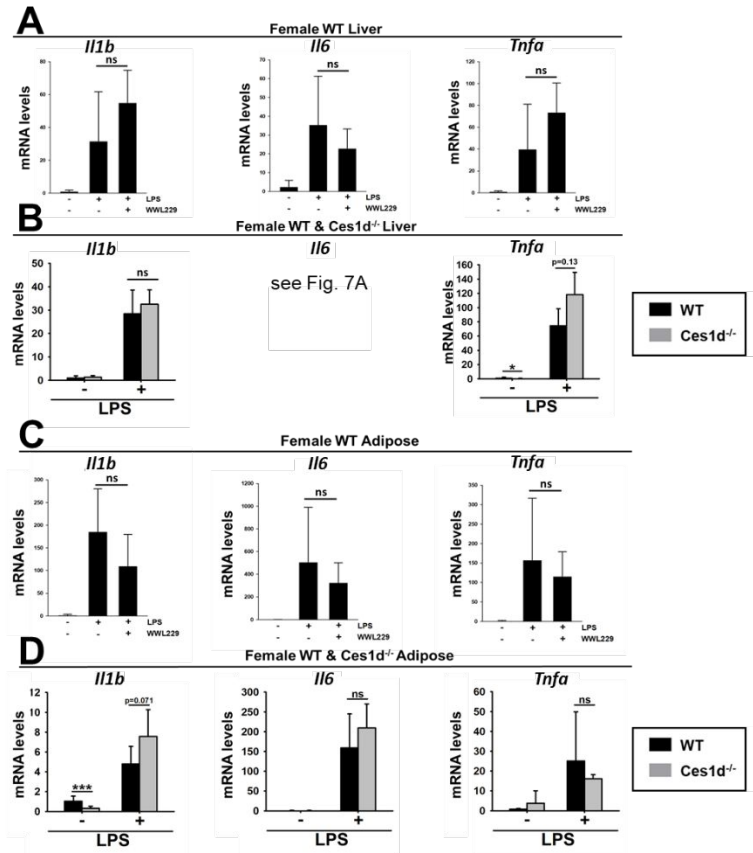 A
Female WT Liver
Il1b
Il6
Tnfa
mRNA levels
80
60
40
20
0
ns
- + + LPS
- - + WWL229
mRNA levels
70
60
50
40
30
20
10
0
ns
- + + LPS
- - + WWL229
mRNA levels
120
100
80
60
40
20
0
ns
- + + LPS
- - + WWL229
B
Female WT & Ces1d-/- Liver
Il1b
Il6
Tnfa
mRNA levels
50
40
30
20
10
0
ns
- +
LPS
see Fig. 7A
mRNA levels
160
140
120
100
80
60
40
20
0
*
p=0.13
- +
LPS
WT
Ces1d-/-
C
Female WT Adipose
Il1b
Il6
Tnfa
mRNA levels
300
250
200
150
100
50
0
ns
- + + LPS
- - + WWL229
mRNA levels
1200
1000
800
600
400
200
0
ns
- + + LPS
- - + WWL229
mRNA levels
350
300
250
200
150
100
50
0
ns
- + + LPS
- - + WWL229
D
Female WT & Ces1d-/- Adipose
Il1b
Il6
Tnfa
mRNA levels
12
10
8
6
4
2
0
***
p=0.071
- +
LPS
mRNA levels
300
250
200
150
100
50
0
ns
- +
LPS
mRNA levels
60
50
40
30
20
10
0
ns
- +
LPS
WT
Ces1d-/-